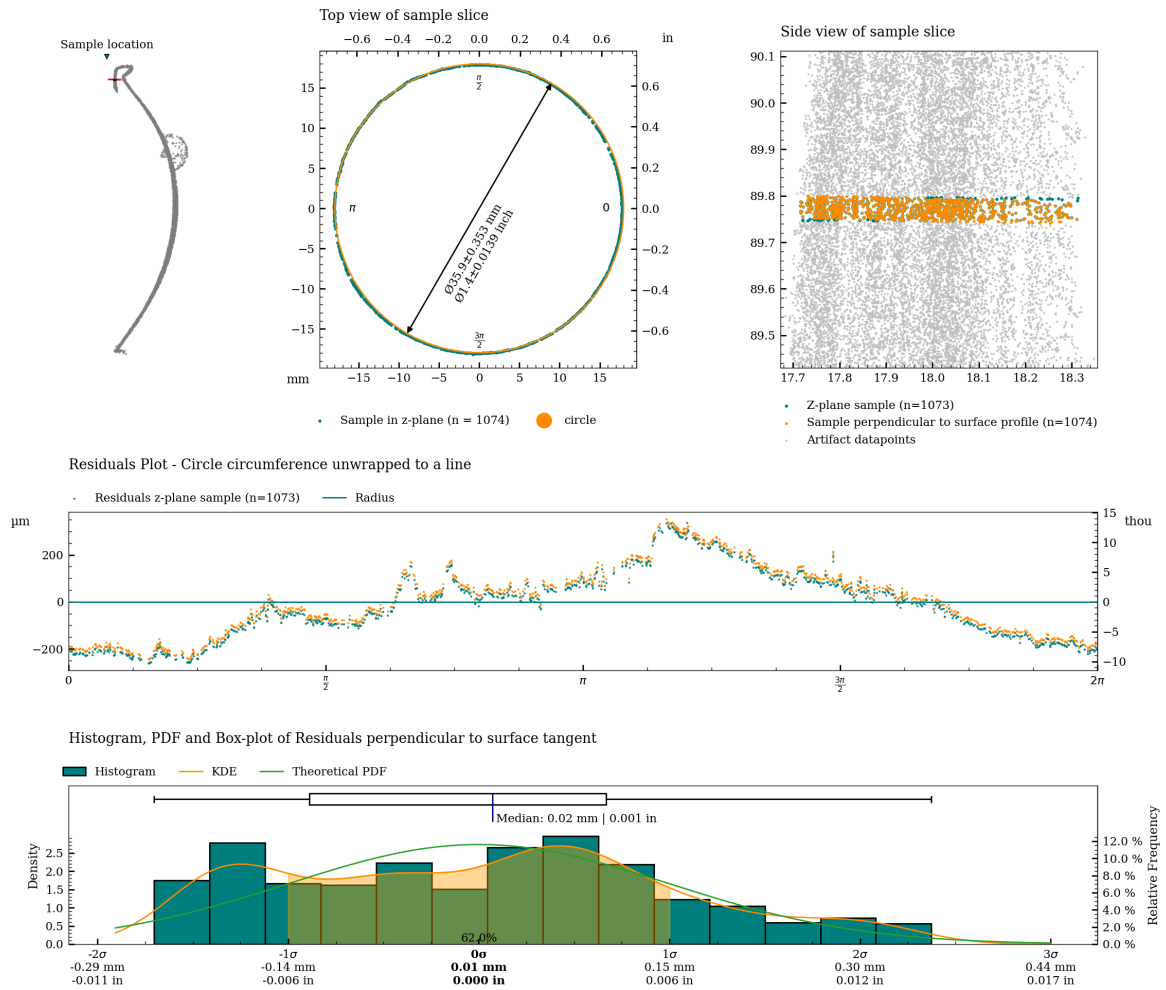 Top view of sample slice
Sample location
−0.6 −0.4 −0.2 0.0 0.2 0.4 0.6 in
Side view of sample slice
15
10
5
0
−5
−10
−15
mm
−15 −10 −5 0 5 10 15
0.6
0.4
0.2
0.0
−0.2
−0.4
−0.6
π/2
π
0
3π/2
Ø35.9±0.353 mm
Ø1.4±0.0139 inch
Sample in z-plane (n = 1074) circle
90.1
90.0
89.9
89.8
89.7
89.6
89.5
17.7 17.8 17.9 18.0 18.1 18.2 18.3
Z-plane sample (n=1073)
Sample perpendicular to surface profile (n=1074)
Artifact datapoints
Residuals Plot - Circle circumference unwrapped to a line
Residuals z-plane sample (n=1073) Radius
µm
200
0
−200
15 thou
10
5
0
−5
−10
0 π/2 π 3π/2 2π
Histogram, PDF and Box-plot of Residuals perpendicular to surface tangent
Histogram KDE Theoretical PDF
Median: 0.02 mm | 0.001 in
Density
2.5
2.0
1.5
1.0
0.5
0.0
12.0 %
10.0 %
8.0 %
6.0 %
4.0 %
2.0 %
0.0 %
Relative Frequency
62.0%
-2σ -1σ 0σ 1σ 2σ 3σ
-0.29 mm -0.14 mm 0.01 mm 0.15 mm 0.30 mm 0.44 mm
-0.011 in -0.006 in 0.000 in 0.006 in 0.012 in 0.017 in